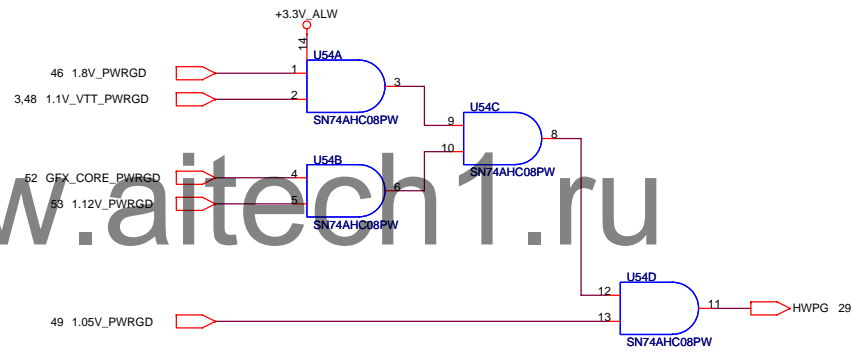 +3.3V_ALW
14
U54A
46 1.8V_PWRGD
1
3
3,48 1.1V_VTT_PWRGD
2
SN74AHC08PW
U54C
9
8
10
SN74AHC08PW
U54B
52 GFX_CORE_PWRGD
4
6
53 1.12V_PWRGD
5
SN74AHC08PW
w.aitech1.ru
U54D
12
11
HWPG 29
49 1.05V_PWRGD
13
SN74AHC08PW